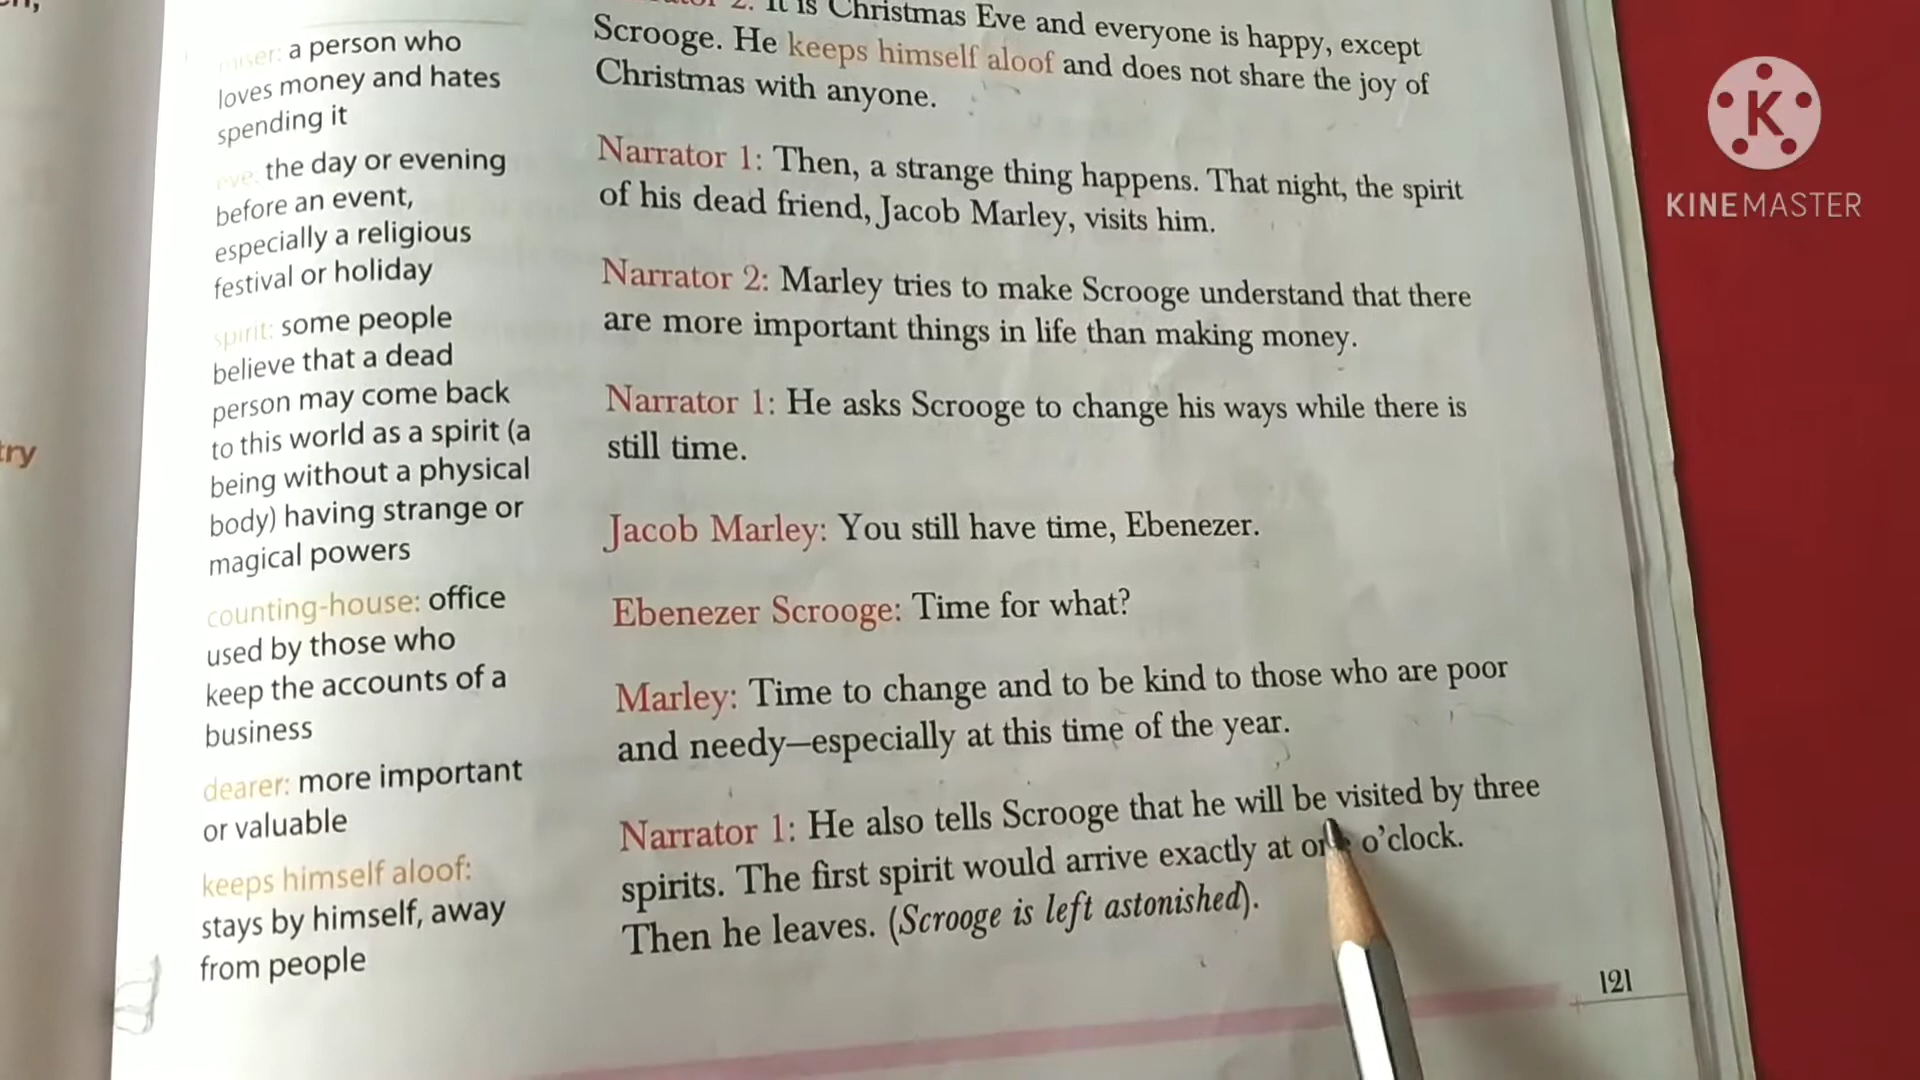 miser: a person who
loves money and hates
spending it
eve: the day or evening
before an event,
especially a religious
festival or holiday
spirit: some people
believe that a dead
person may come back
to this world as a spirit (a
being without a physical
body) having strange or
magical powers
counting-house: office
used by those who
keep the accounts of a
business
dearer: more important
or valuable
keeps himself aloof:
stays by himself, away
from people
try
2: It is Christmas Eve and everyone is happy, except
Scrooge. He keeps himself aloof and does not share the joy of
Christmas with anyone.
Narrator 1: Then, a strange thing happens. That night, the spirit
of his dead friend, Jacob Marley, visits him.
Narrator 2: Marley tries to make Scrooge understand that there
are more important things in life than making money.
Narrator 1: He asks Scrooge to change his ways while there is
still time.
Jacob Marley: You still have time, Ebenezer.
Ebenezer Scrooge: Time for what?
Marley: Time to change and to be kind to those who are poor
and needy—especially at this time of the year.
Narrator 1: He also tells Scrooge that he will be visited by three
spirits. The first spirit would arrive exactly at one o'clock.
Then he leaves. (Scrooge is left astonished).
121
K
KINEMASTER